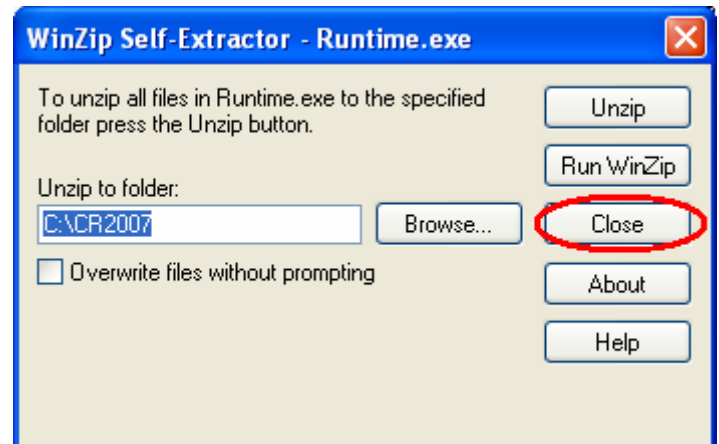 WinZip Self-Extractor - Runtime.exe
To unzip all files in Runtime.exe to the specified
folder press the Unzip button.
Unzip
Run WinZip
Unzip to folder:
C:\CR2007
Browse...
Close
Overwrite files without prompting
About
Help